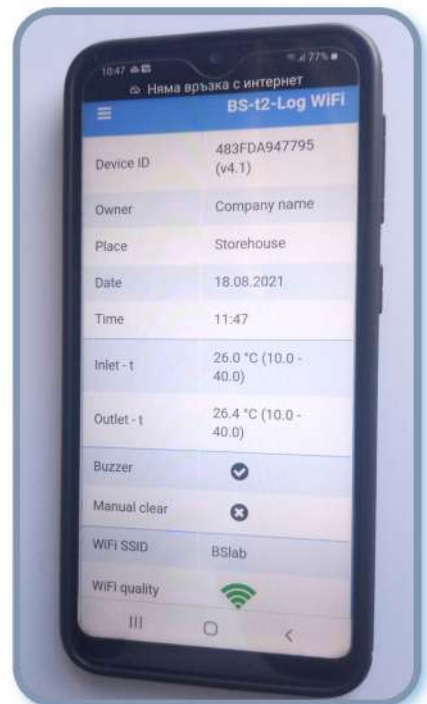 10:47
77%
Няма връзка с интернет
BS-t2-Log WiFi
Device ID 483FDA947795
(v4.1)
Owner Company name
Place Storehouse
Date 18.08.2021
Time 11:47
Inlet - t 26.0 °C (10.0 -
40.0)
Outlet - t 26.4 °C (10.0 -
40.0)
Buzzer
Manual clear
WiFi SSID BSlab
WiFi quality